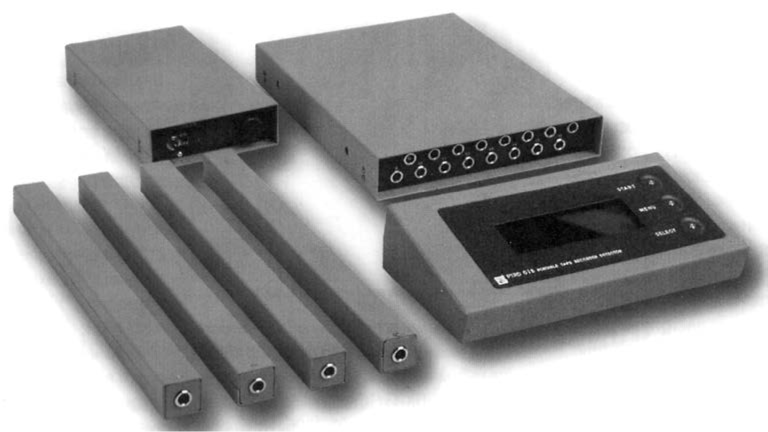 START
MENU
SELECT
PTRD 018 PORTABLE TAPE RECORDER DETECTOR